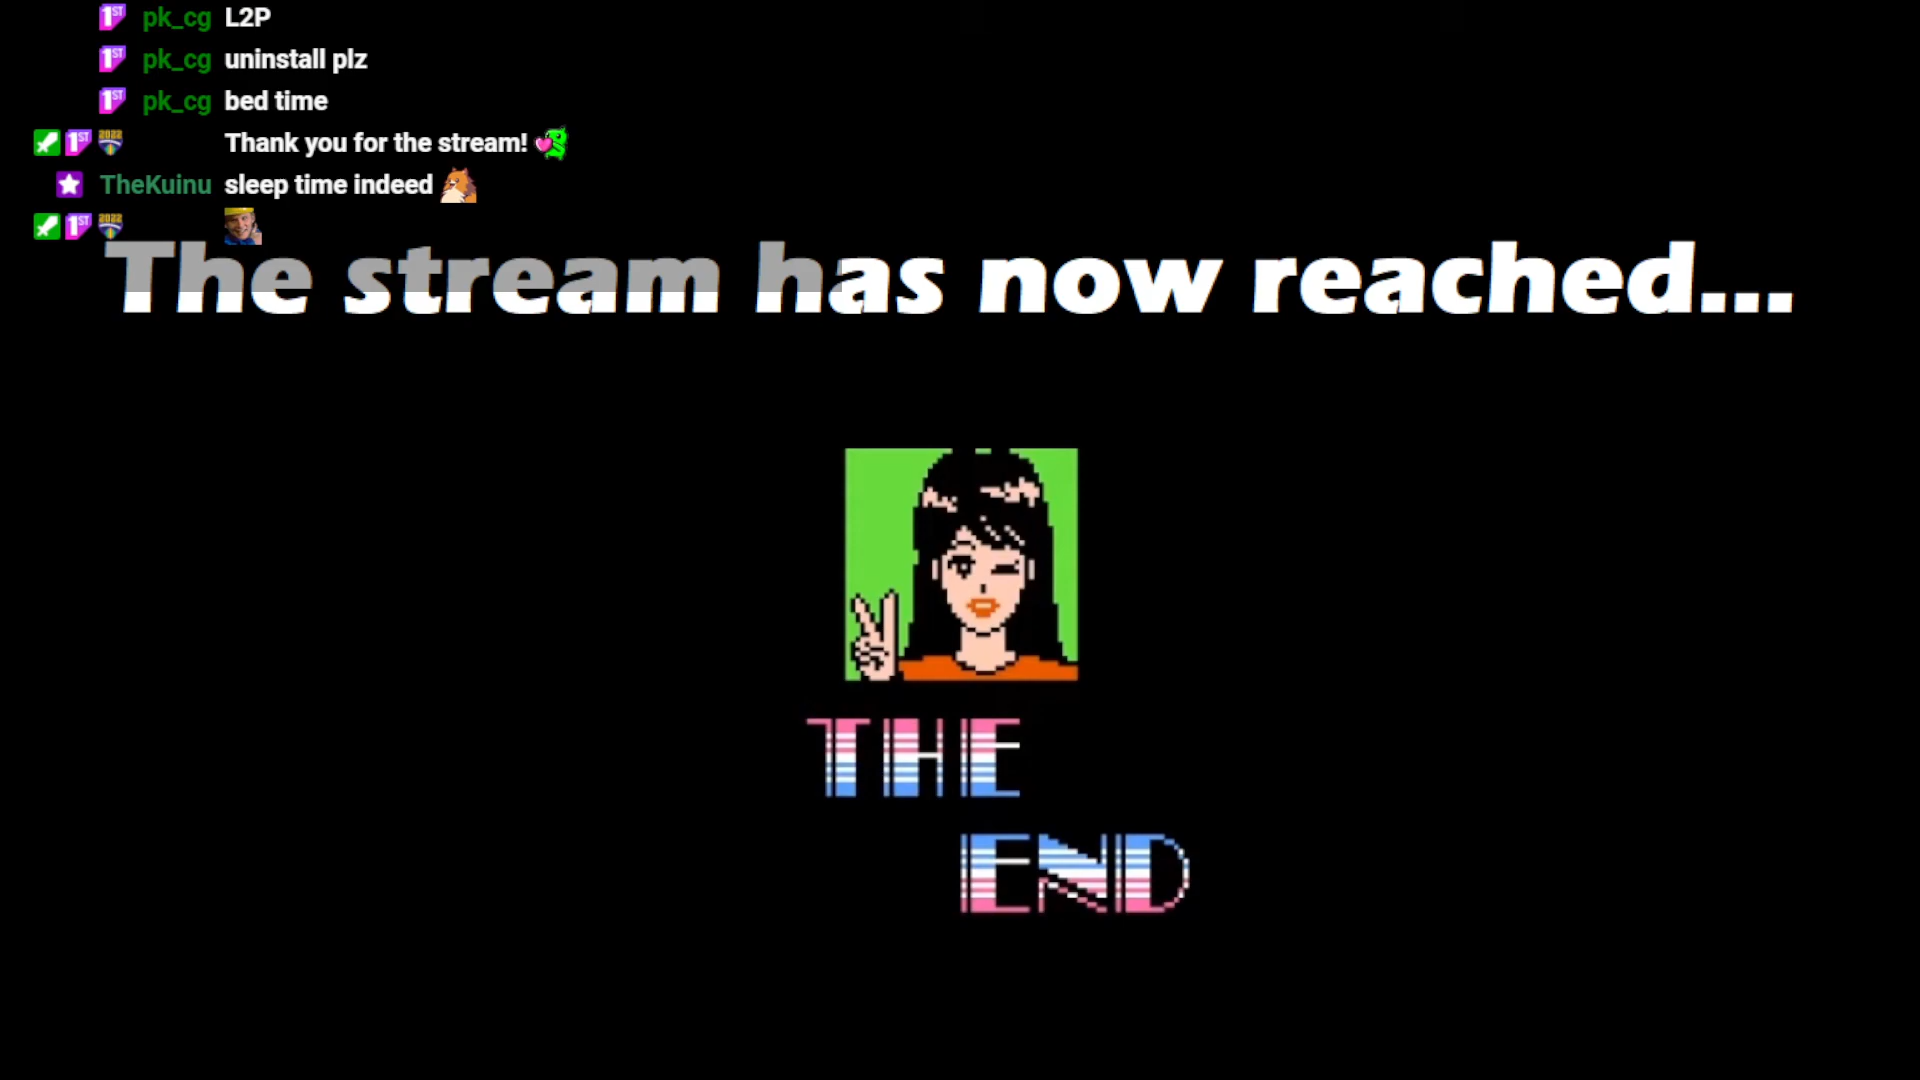 pk_cg L2P
pk_cg uninstall plz
pk_cg bed time
Thank you for the stream!
TheKuinu sleep time indeed
The stream has now reached...
THE
END